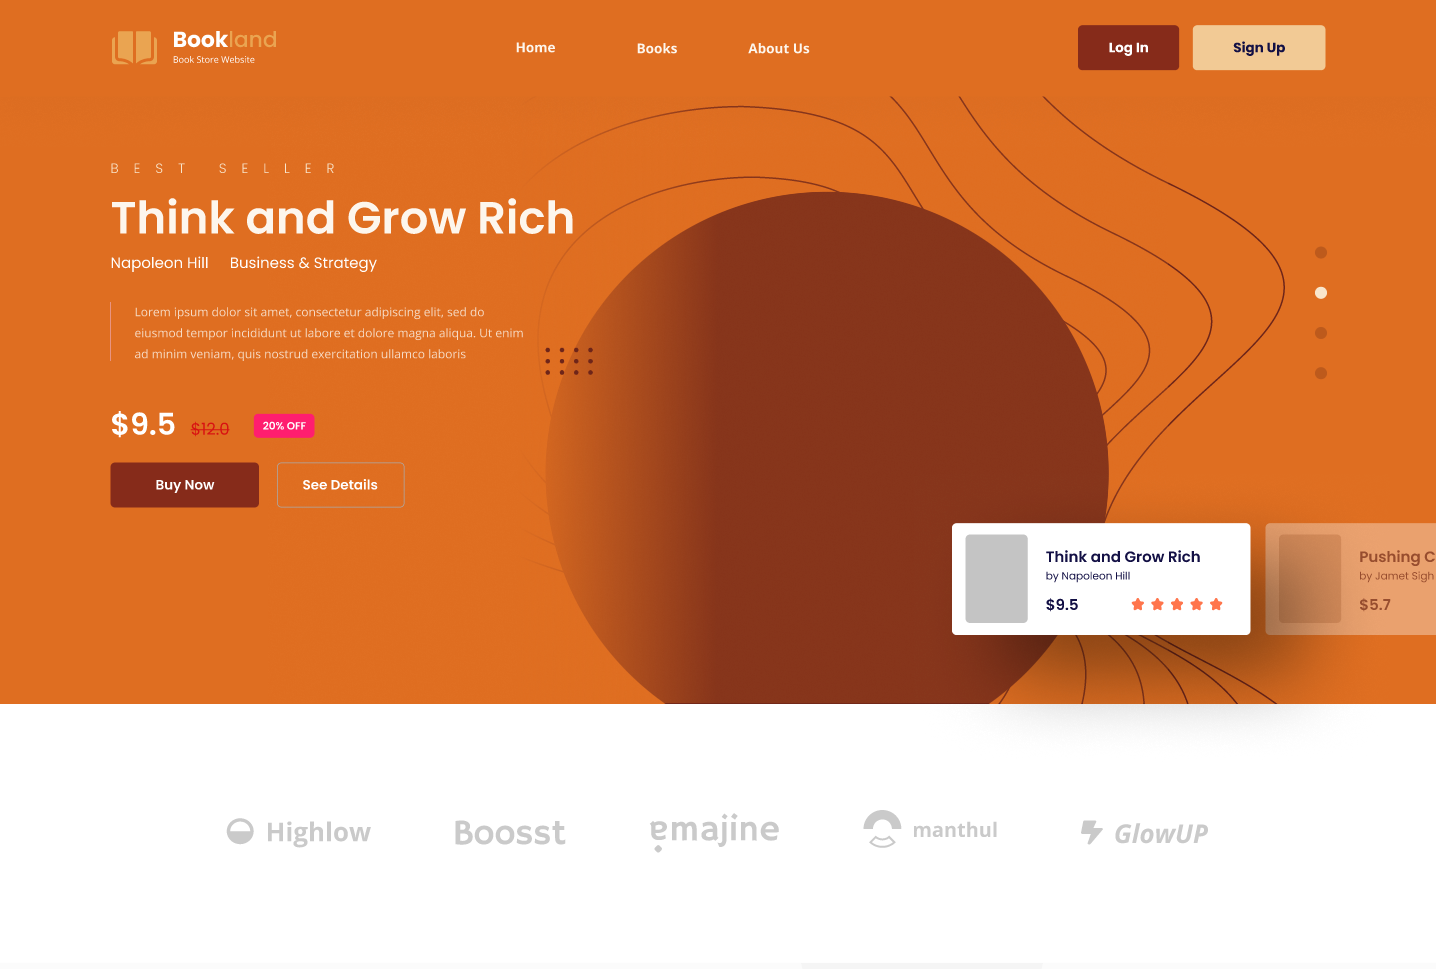 Bookland
Book Store Website
Home
Books
About Us
Log In
Sign Up
BEST SELLER
Think and Grow Rich
Napoleon Hill
Business & Strategy
Lorem ipsum dolor sit amet, consectetur adipiscing elit, sed do
eiusmod tempor incididunt ut labore et dolore magna aliqua. Ut enim
ad minim veniam, quis nostrud exercitation ullamco laboris
$9.5
$12.0
20% OFF
Buy Now
See Details
Think and Grow Rich
by Napoleon Hill
$9.5
Pushing C
by Jamet Sigh
$5.7
Highlow
Boosst
amajine
manthul
GlowUP